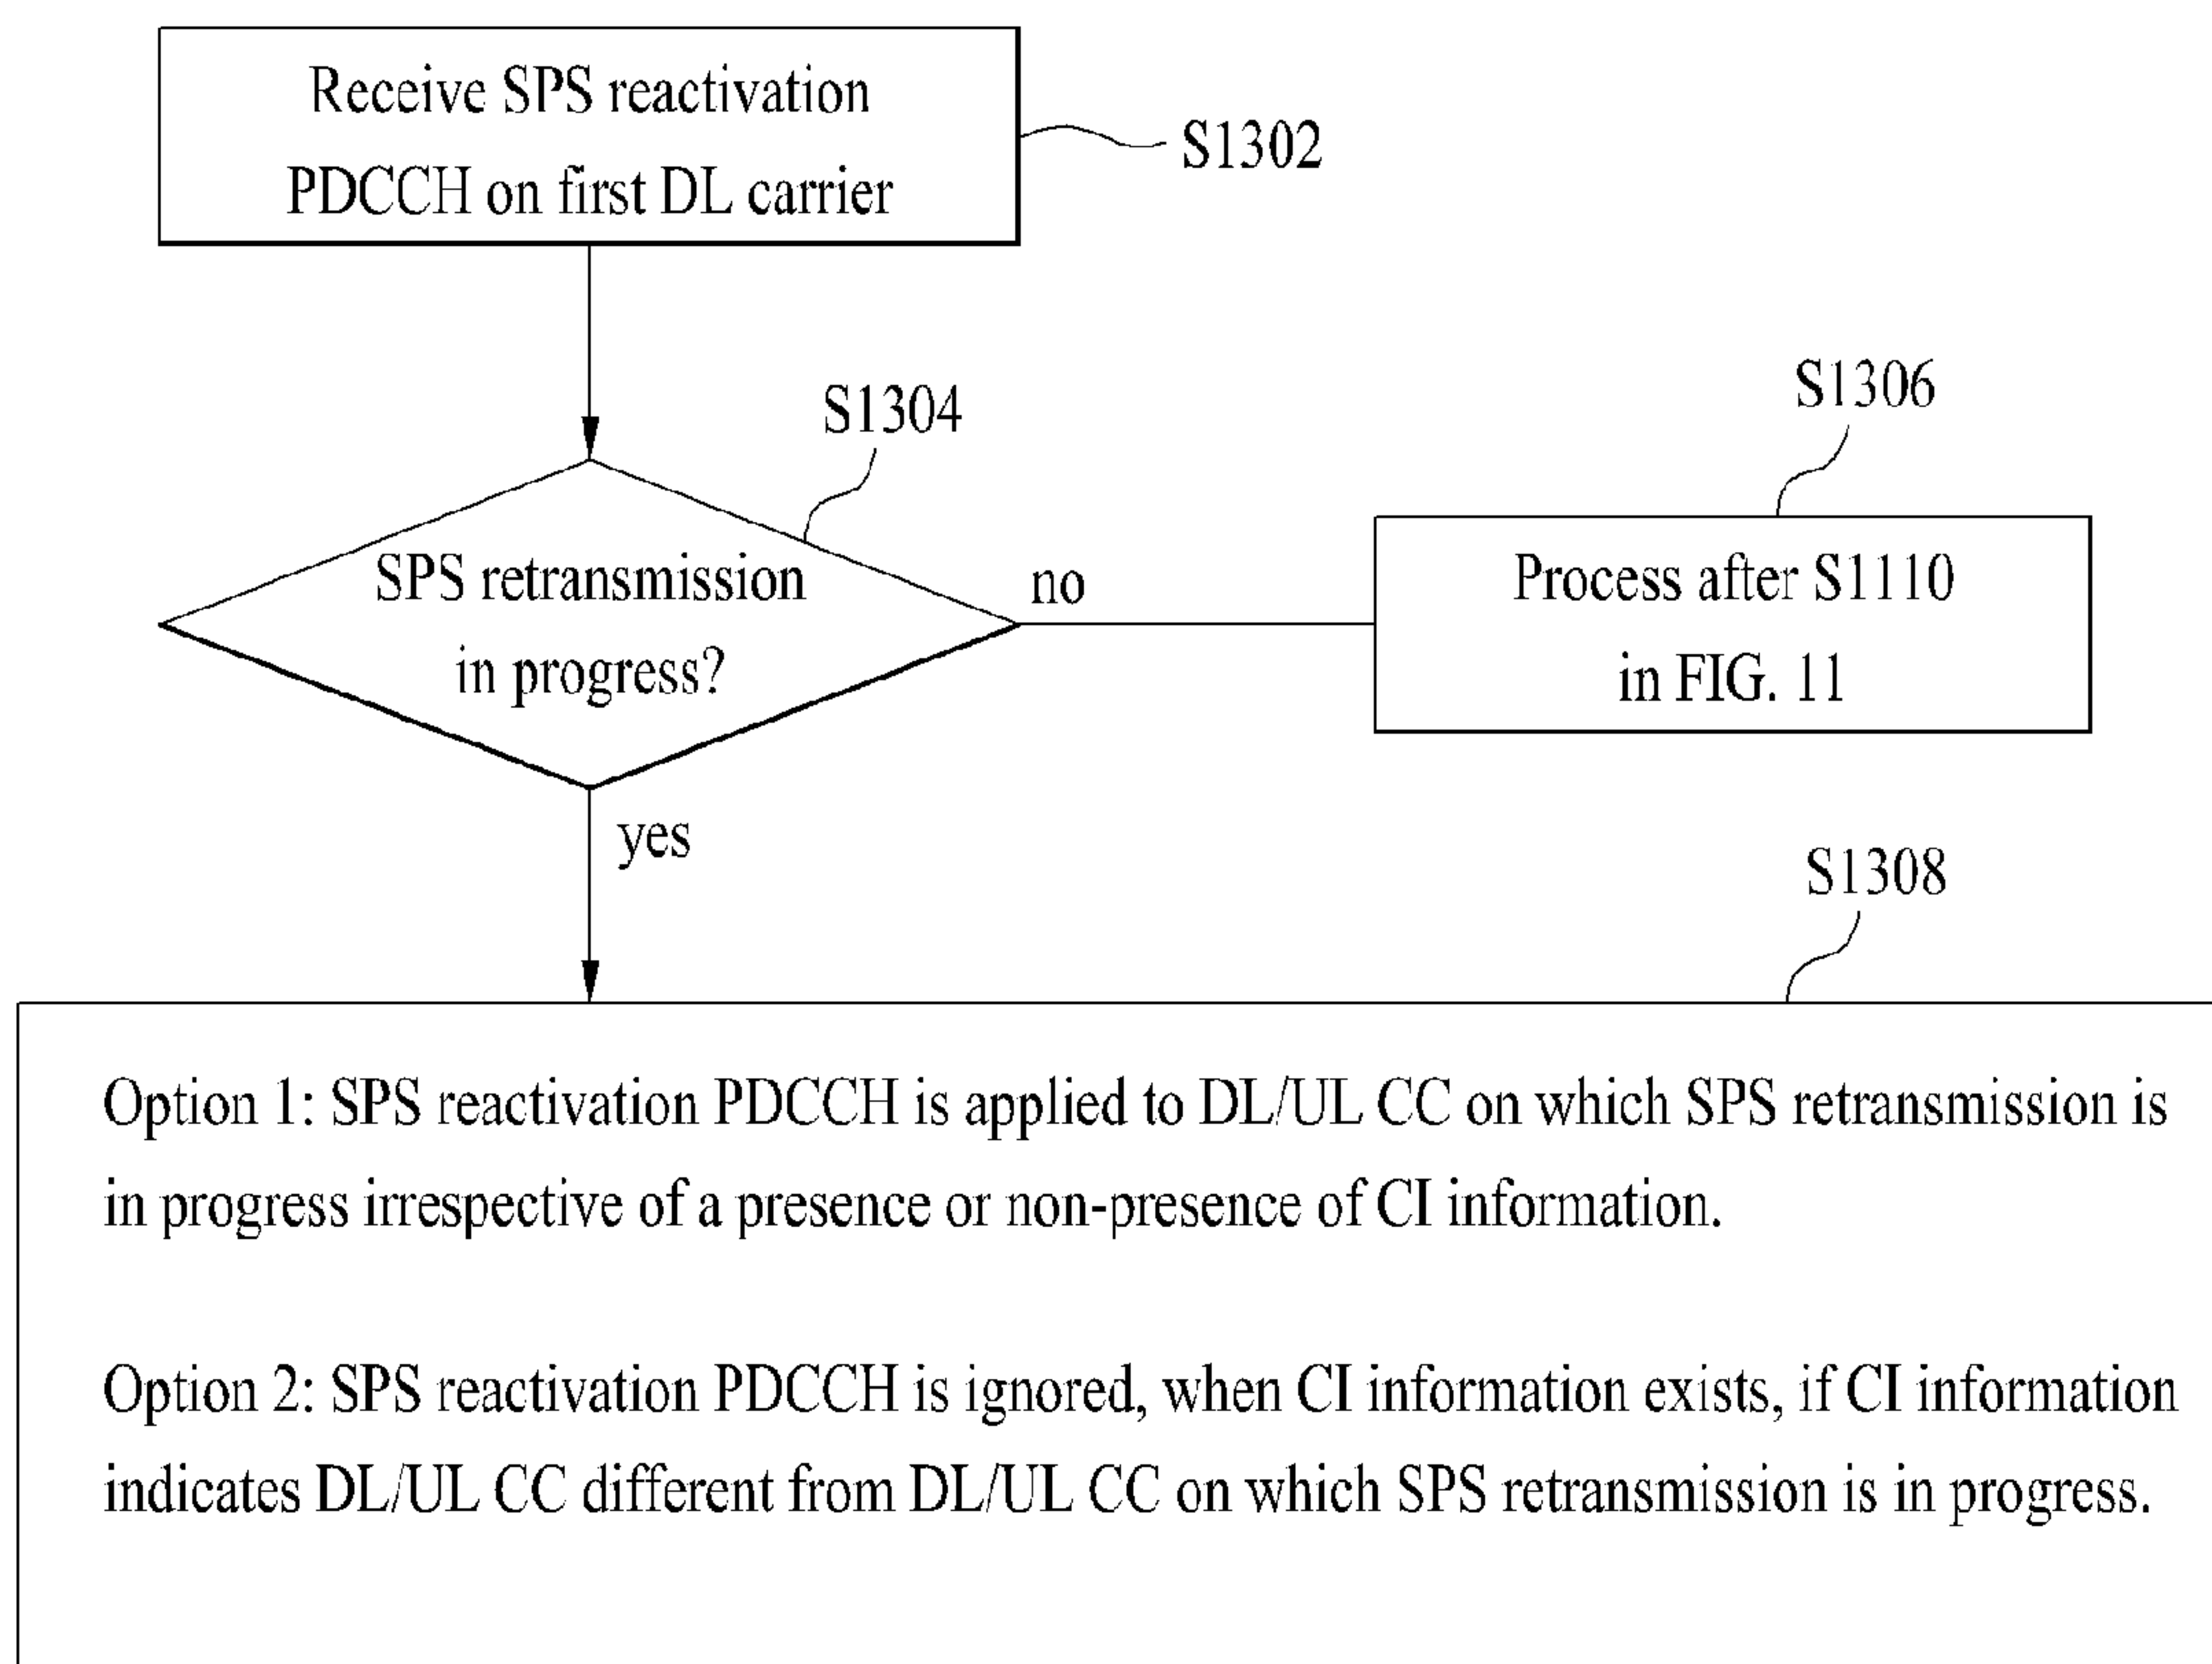 Receive SPS reactivation
PDCCH on first DL carrier
S1302
S1304
SPS retransmission
in progress?
no
S1306
Process after S1110
in FIG. 11
yes
S1308
Option 1: SPS reactivation PDCCH is applied to DL/UL CC on which SPS retransmission is
in progress irrespective of a presence or non-presence of CI information.
Option 2: SPS reactivation PDCCH is ignored, when CI information exists, if CI information
indicates DL/UL CC different from DL/UL CC on which SPS retransmission is in progress.